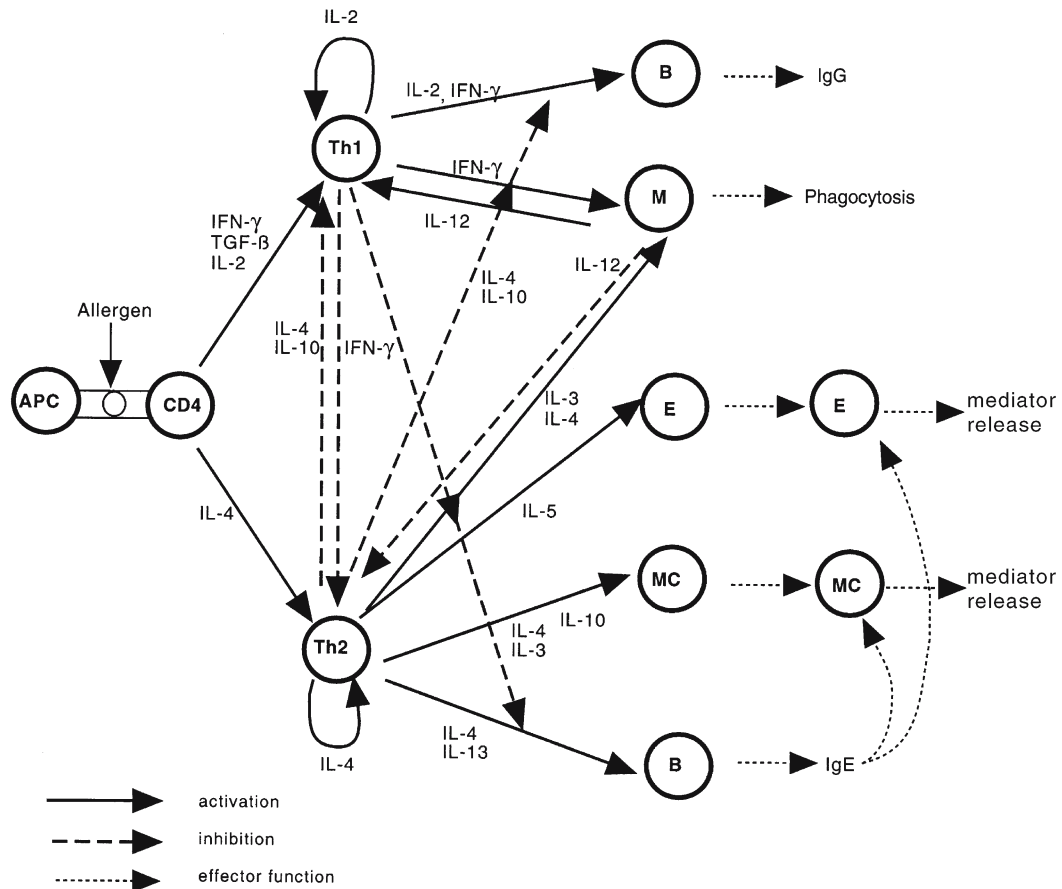 IL-2
B
IgG
IL-2, IFN-γ
Th1
IFN-γ
M
Phagocytosis
IL-12
IFN-γ
TGF-ß
IL-2
IL-12
IL-4
IL-10
Allergen
IL-4
IL-10
IFN-γ
APC
CD4
IL-3
IL-4
E
E
mediator
release
IL-4
IL-5
MC
MC
mediator
release
IL-10
IL-4
IL-3
Th2
IL-4
IL-13
IL-4
B
IgE
activation
inhibition
effector function